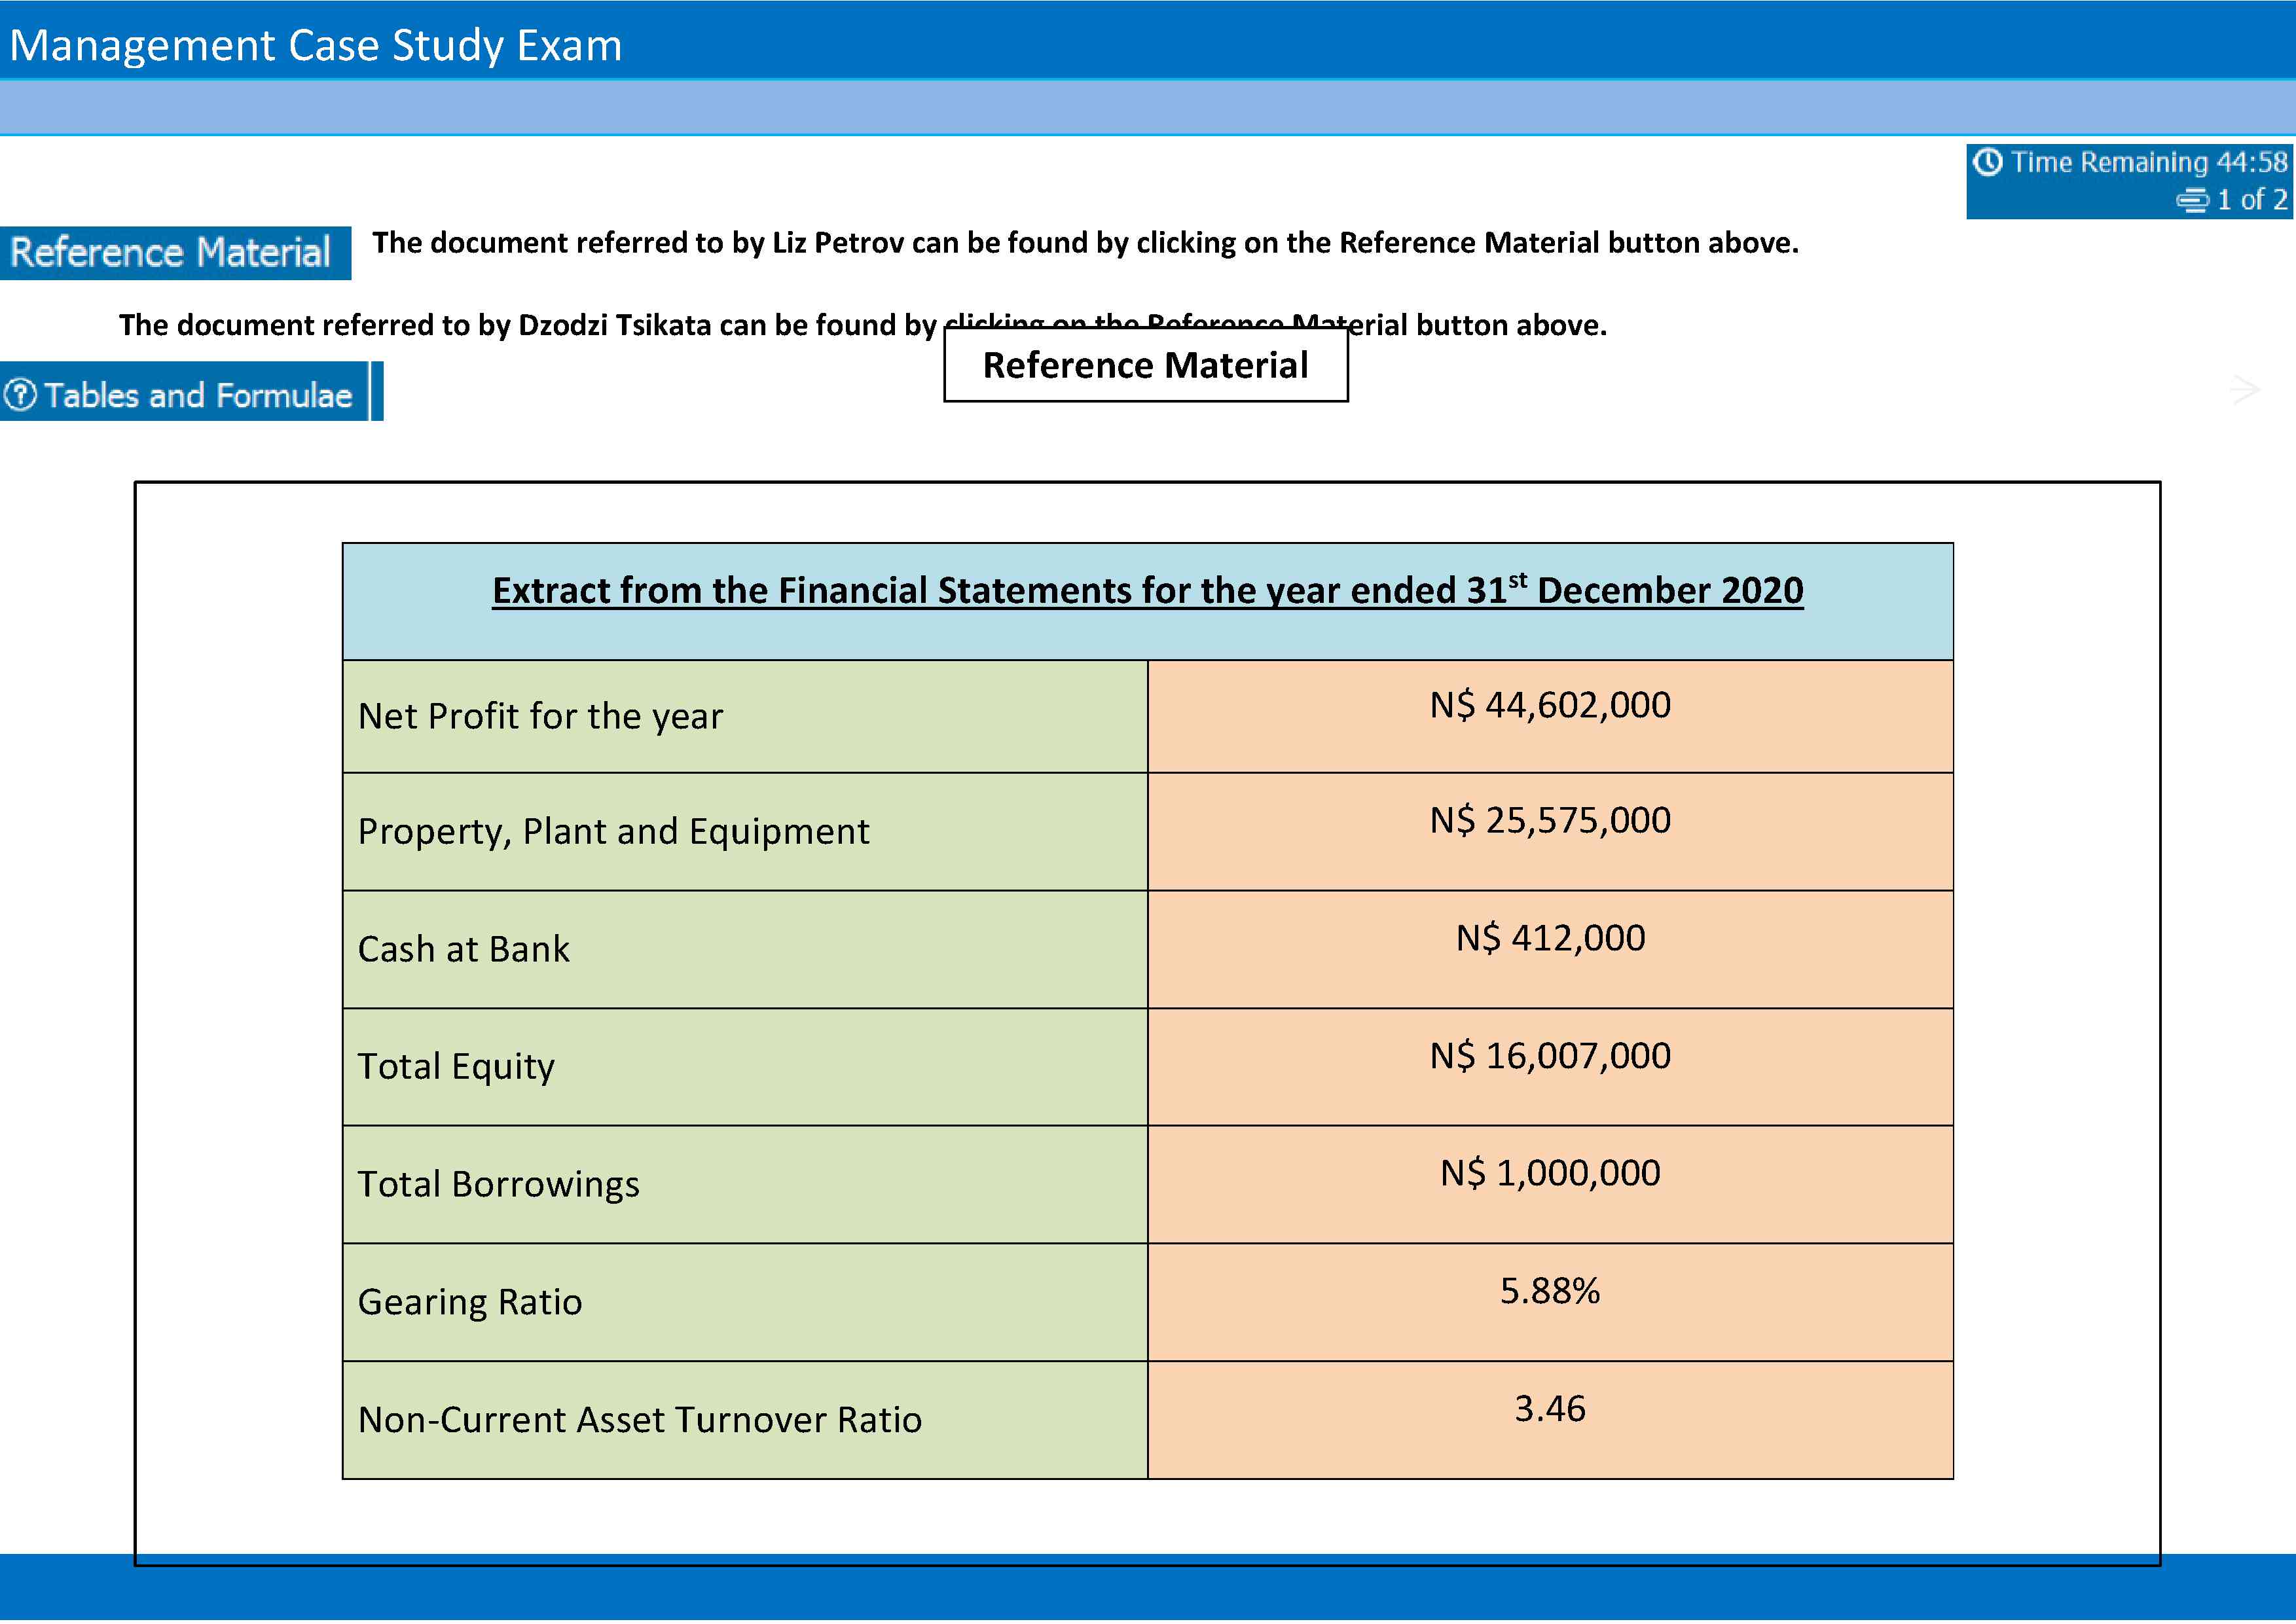 Management Case Study Exam
Time Remaining 44:58
1 of 2
Reference Material
The document referred to by Liz Petrov can be found by clicking on the Reference Material button above.
The document referred to by Dzodzi Tsikata can be found by clicking on the Reference Material button above.
Reference Material
Tables and Formulae
Extract from the Financial Statements for the year ended 31st December 2020
Net Profit for the year N$ 44,602,000
Property, Plant and Equipment N$ 25,575,000
Cash at Bank N$ 412,000
Total Equity N$ 16,007,000
Total Borrowings N$ 1,000,000
Gearing Ratio 5.88%
Non-Current Asset Turnover Ratio 3.46